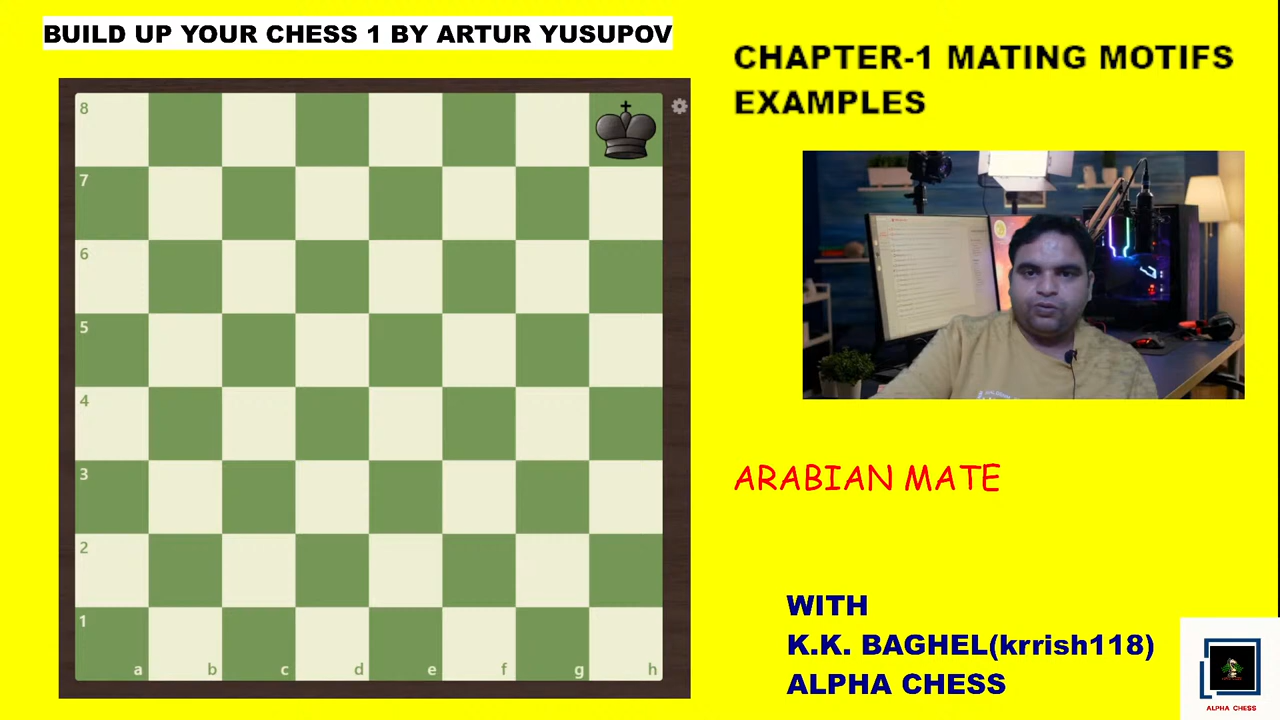 BUILD UP YOUR CHESS 1 BY ARTUR YUSUPOV
CHAPTER-1 MATING MOTIFS
EXAMPLES
8
7
6
5
4
3
2
1
a b c d e f g h
ARABIAN MATE
WITH
K.K. BAGHEL(krrish118)
ALPHA CHESS
ALPHA CHESS